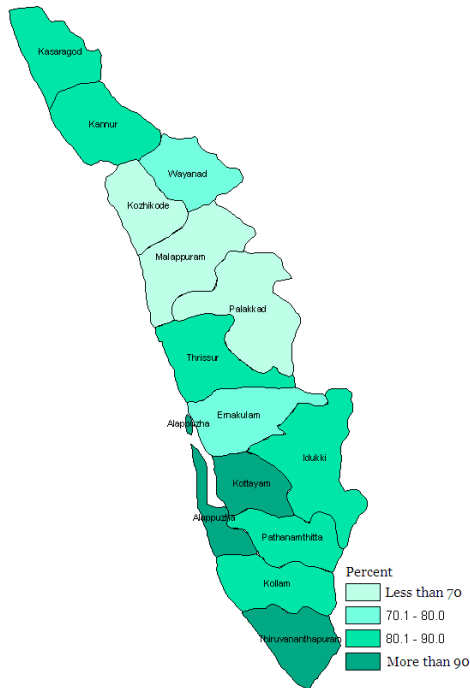 Kasaragod
Kannur
Wayanad
Kozhikode
Malappuram
Palakkad
Thrissur
Ernakulam
Alappuzha
Idukki
Kottayam
Alappuzha
Pathanamthitta
Kollam
Thiruvananthapuram
Percent
Less than 70
70.1 - 80.0
80.1 - 90.0
More than 90